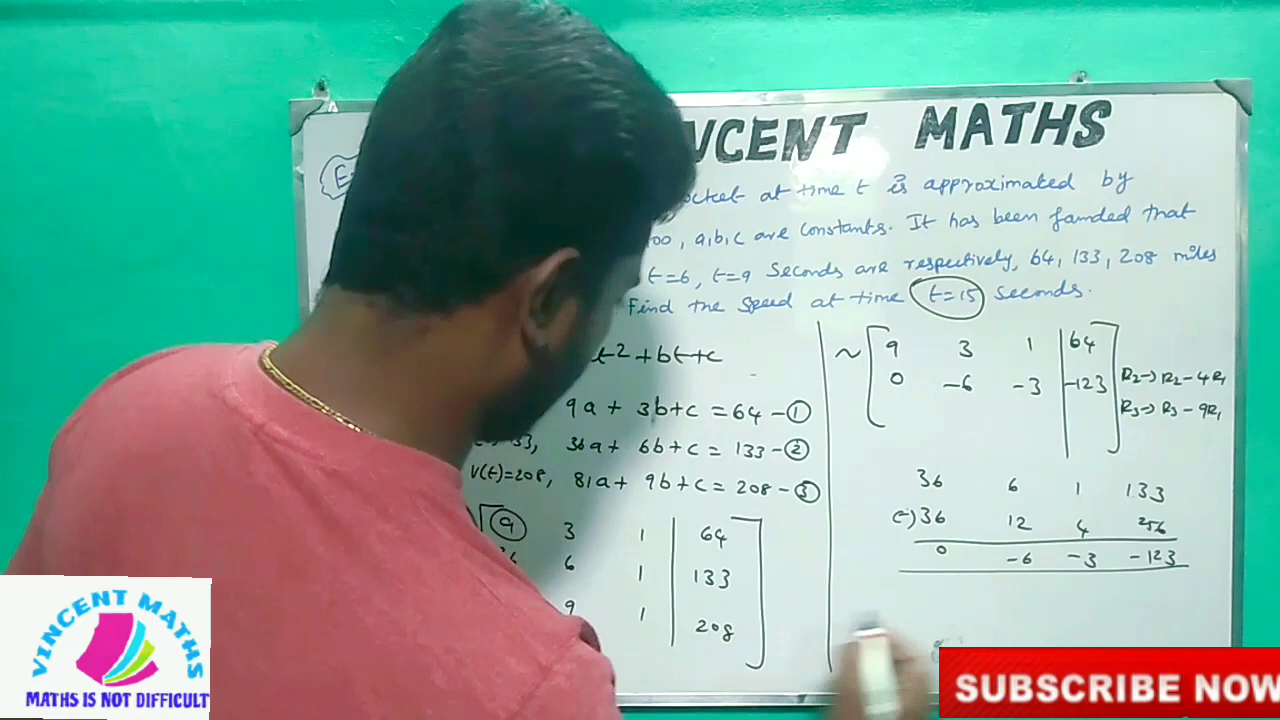 NCENT MATHS
E
ocket at time t is approximated by
100, a,b,c are constants. It has been founded that
t=6, t=9 Seconds are respectively, 64, 133, 208 miles
Find the Speed at time t=15 Seconds.
t² + bt + c
9a + 3b + c = 64 - ①
33, 36a + 6b + c = 133 - ②
V(t) = 208, 81a + 9b + c = 208 - ③
9 3 1 | 64
36 6 1 | 133
9 1 | 208
~ 9 3 1 | 64
0 -6 -3 | -123 R2 → R2 - 4R1
R3 → R3 - 9R1
36 6 1 133
(-) 36 12 4 256
0 -6 -3 -123
VINCENT MATHS
MATHS IS NOT DIFFICULT
SUBSCRIBE NOW